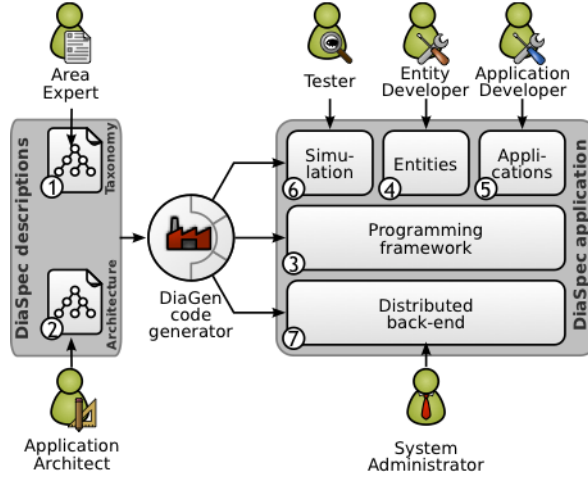 Area
Expert
Tester
Entity
Developer
Application
Developer
DiaSpec descriptions
1
Taxonomy
2
Architecture
DiaGen
code
generator
Simu-
lation
6
Entities
4
Appli-
cations
5
Programming
framework
3
Distributed
back-end
7
DiaSpec application
Application
Architect
System
Administrator